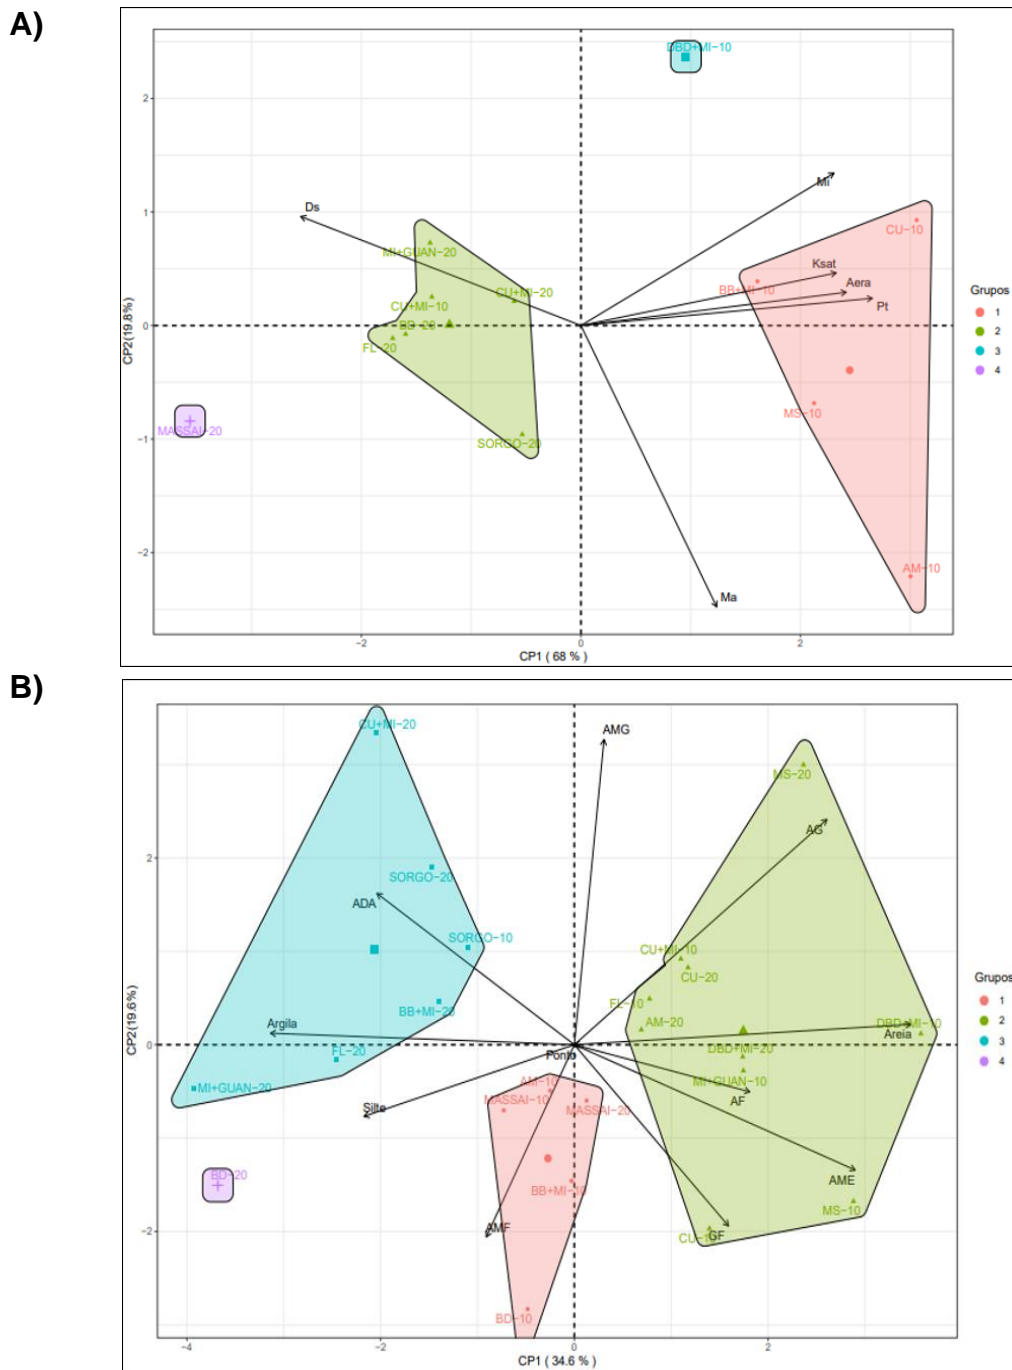 A)
DBD+MI-10
2
Mi
1
Ds
CU-10
MI+GUAN-20
Ksat
Aera
BB+MI-10
CU+MI-20
CU+MI-10
Pt
0
BD-20
FL-20
MS-10
-1
MASSAI-20
SORGO-20
-2
AM-10
Ma
-2
0
2
CP1 ( 68 % )
CP2(19.8%)
Grupos
1
2
3
4
B)
CU+MI-20
AMG
MS-20
AG
2
SORGO-20
ADA
SORGO-10
CU+MI-10
CU-20
BB+MI-20
FL-10
AM-20
DBD+MI-10
Argila
Areia
0
FL-20
Ponto
DBD+MI-20
MI+GUAN-20
AM-10
MI+GUAN-10
MASSAI-10
AF
Silte
MASSAI-20
BD-20
AME
BB+MI-10
MS-10
-2
AMF
GF
BD-10
-4
-2
0
2
CP1 ( 34.6 % )
CP2(19.6%)
Grupos
1
2
3
4